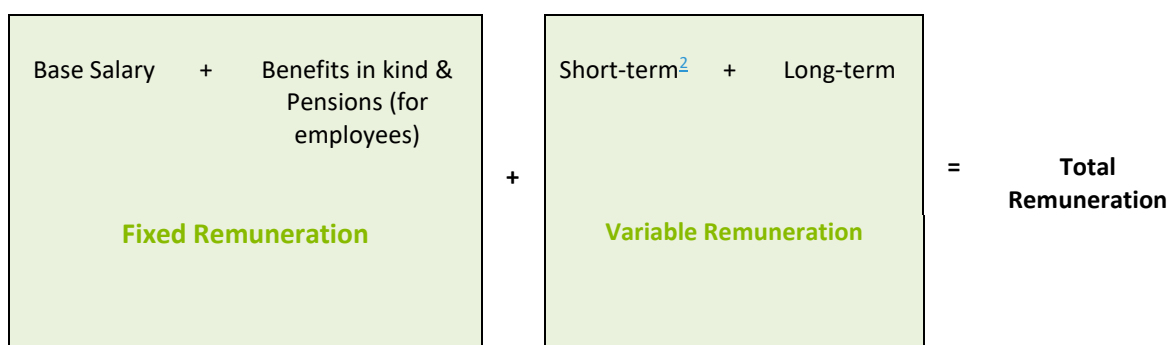 Base Salary + Benefits in kind &
Pensions (for
employees)
Fixed Remuneration
+
Short-term2 + Long-term
Variable Remuneration
= Total
Remuneration